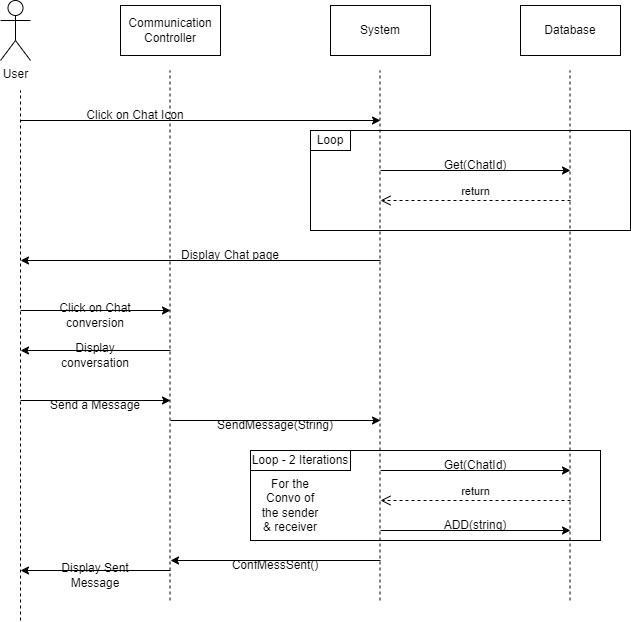 Communication
Controller
System
Database
User
Click on Chat Icon
Loop
Get(ChatId)
return
Display Chat page
Click on Chat
conversion
Display
conversation
Send a Message
SendMessage(String)
Loop - 2 Iterations
Get(ChatId)
For the
Convo of
the sender
& receiver
return
ADD(string)
ConfMessSent()
Display Sent
Message